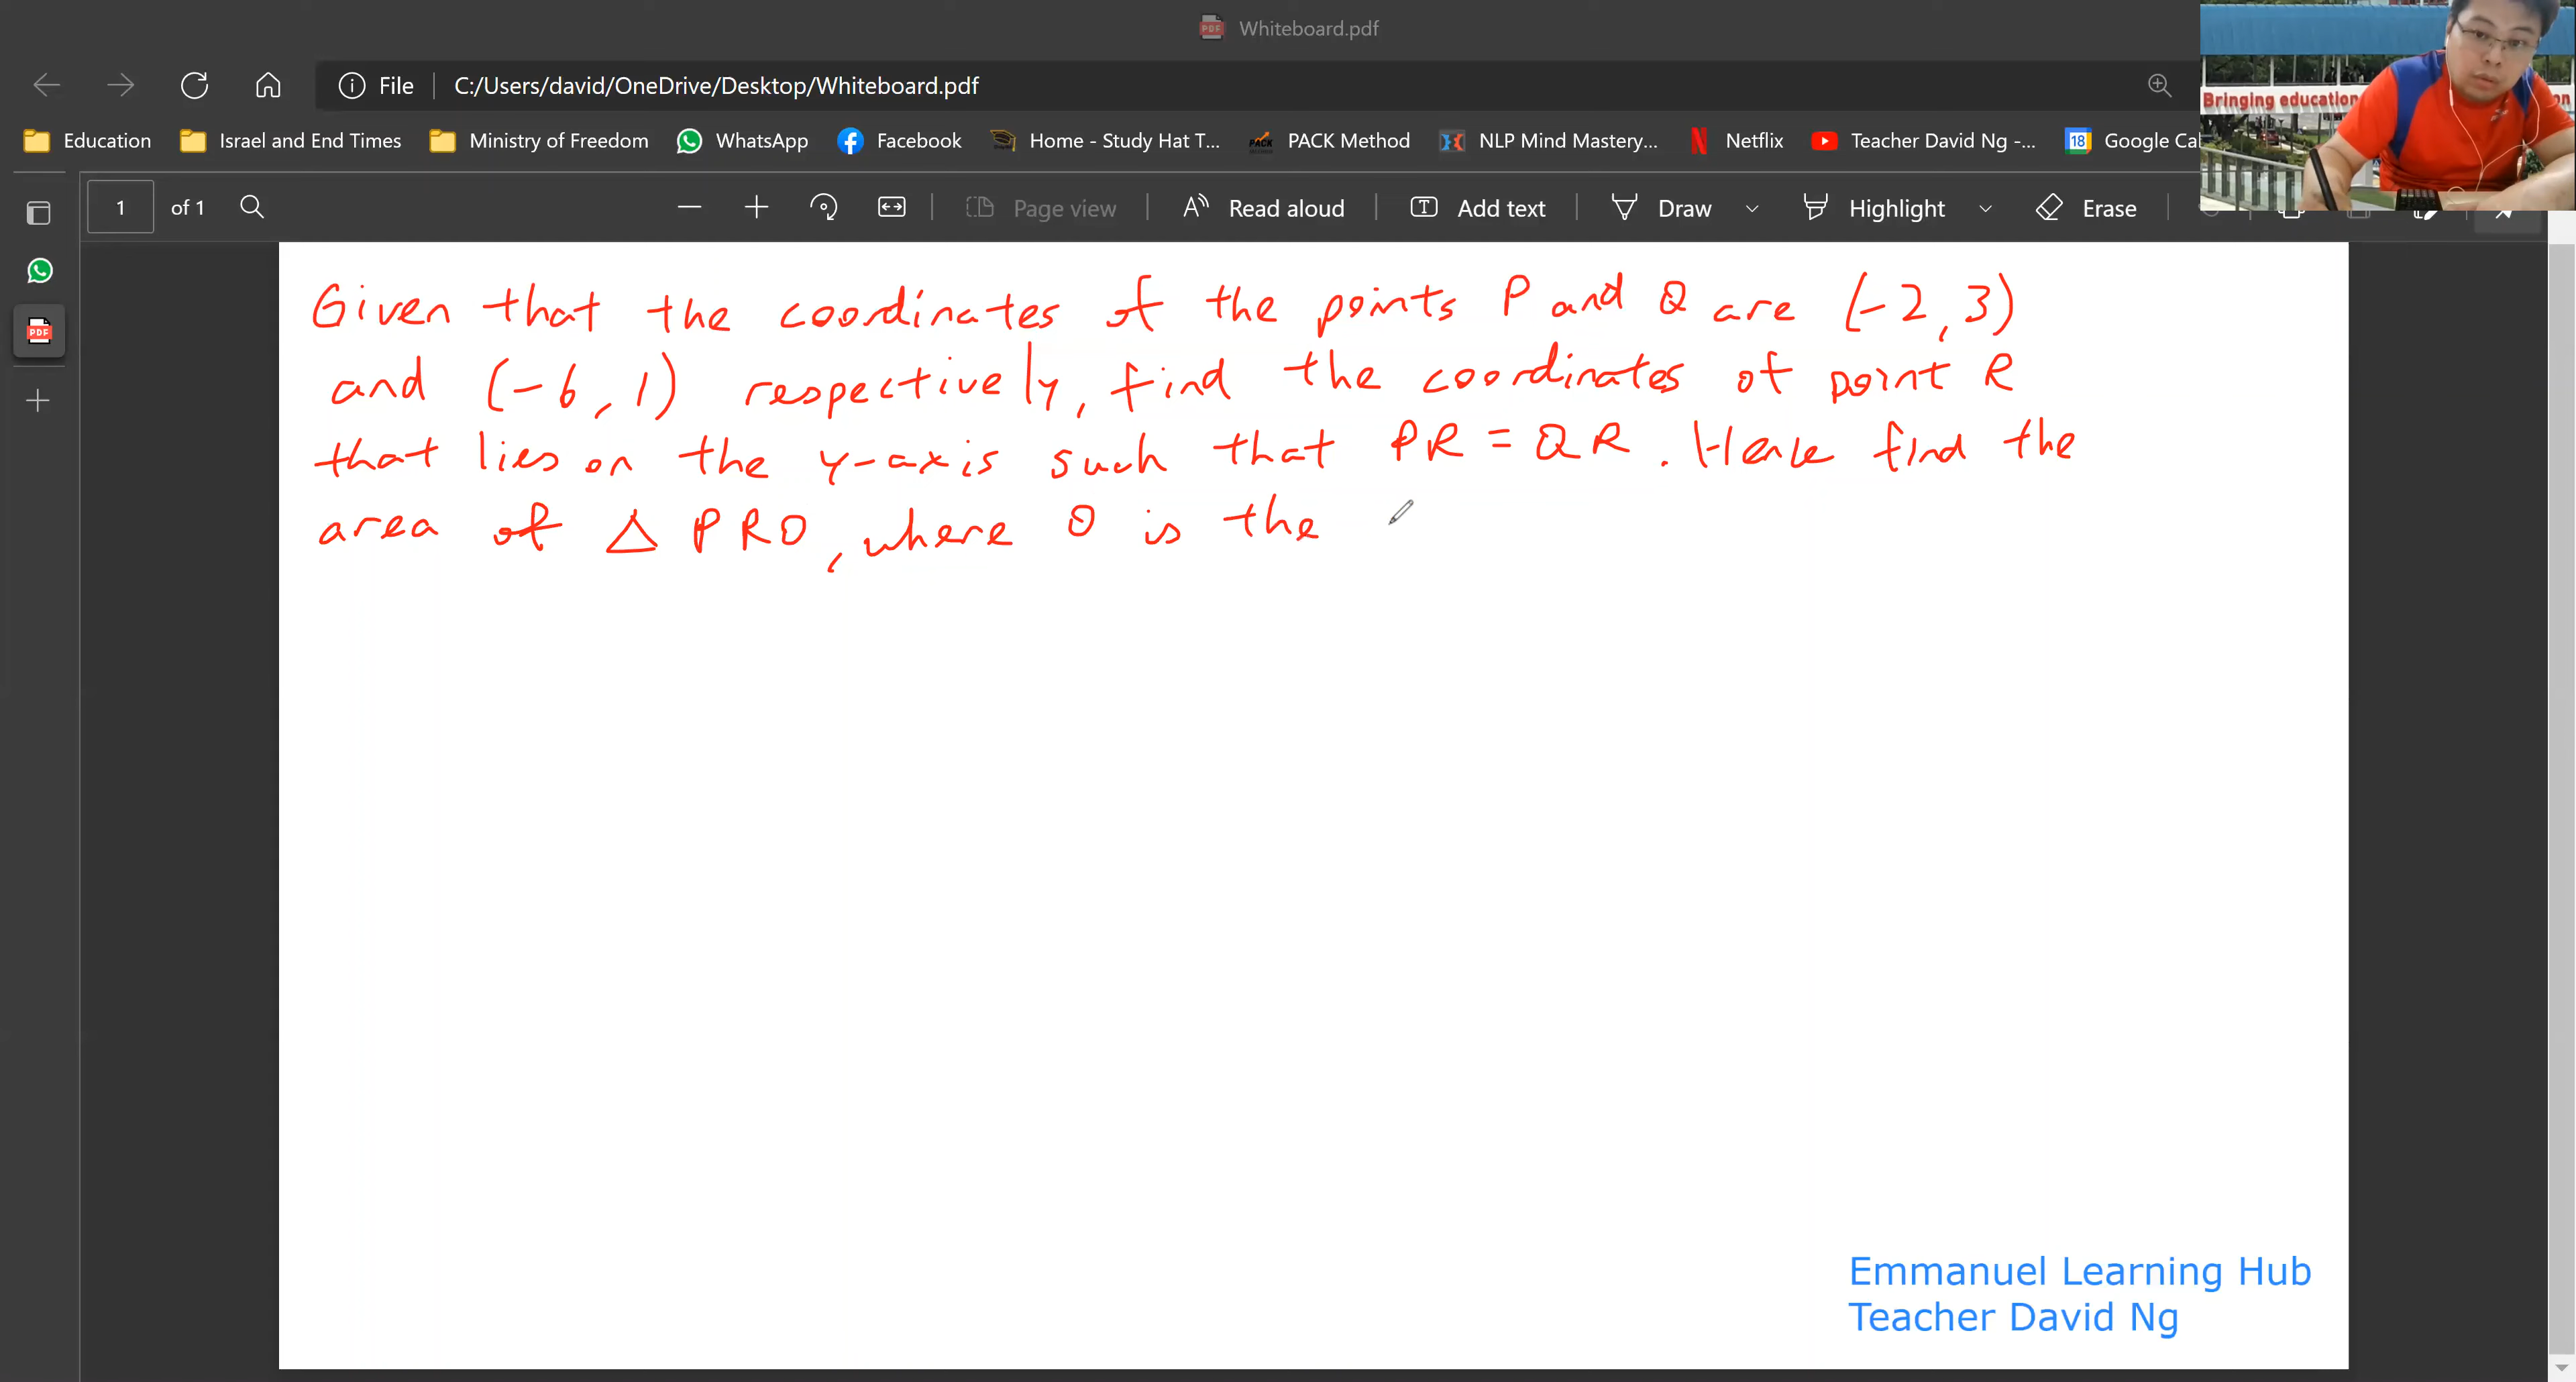 Whiteboard.pdf
File C:/Users/david/OneDrive/Desktop/Whiteboard.pdf
Bringing education
Education Israel and End Times Ministry of Freedom WhatsApp Facebook Home - Study Hat T... PACK Method NLP Mind Mastery... Netflix Teacher David Ng -... 18 Google Cal
1 of 1 Page view Read aloud Add text Draw Highlight Erase
Given that the coordinates of the points P and Q are (-2, 3)
and (-6, 1) respectively, find the coordinates of point R
that lies on the y-axis such that PR = QR. Hence find the
area of △ PRO, where O is the
Emmanuel Learning Hub
Teacher David Ng